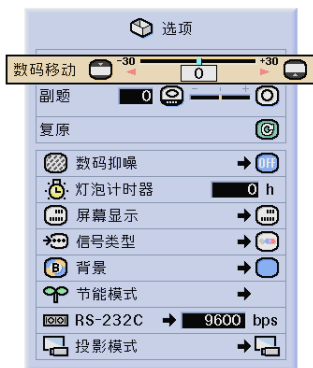 选项
数码移动 -30 0 +30
副题 0 - +
复原
数码抑噪 OFF
灯泡计时器 0 h
屏幕显示
信号类型
B 背景
节能模式
RS-232C 9600 bps
投影模式